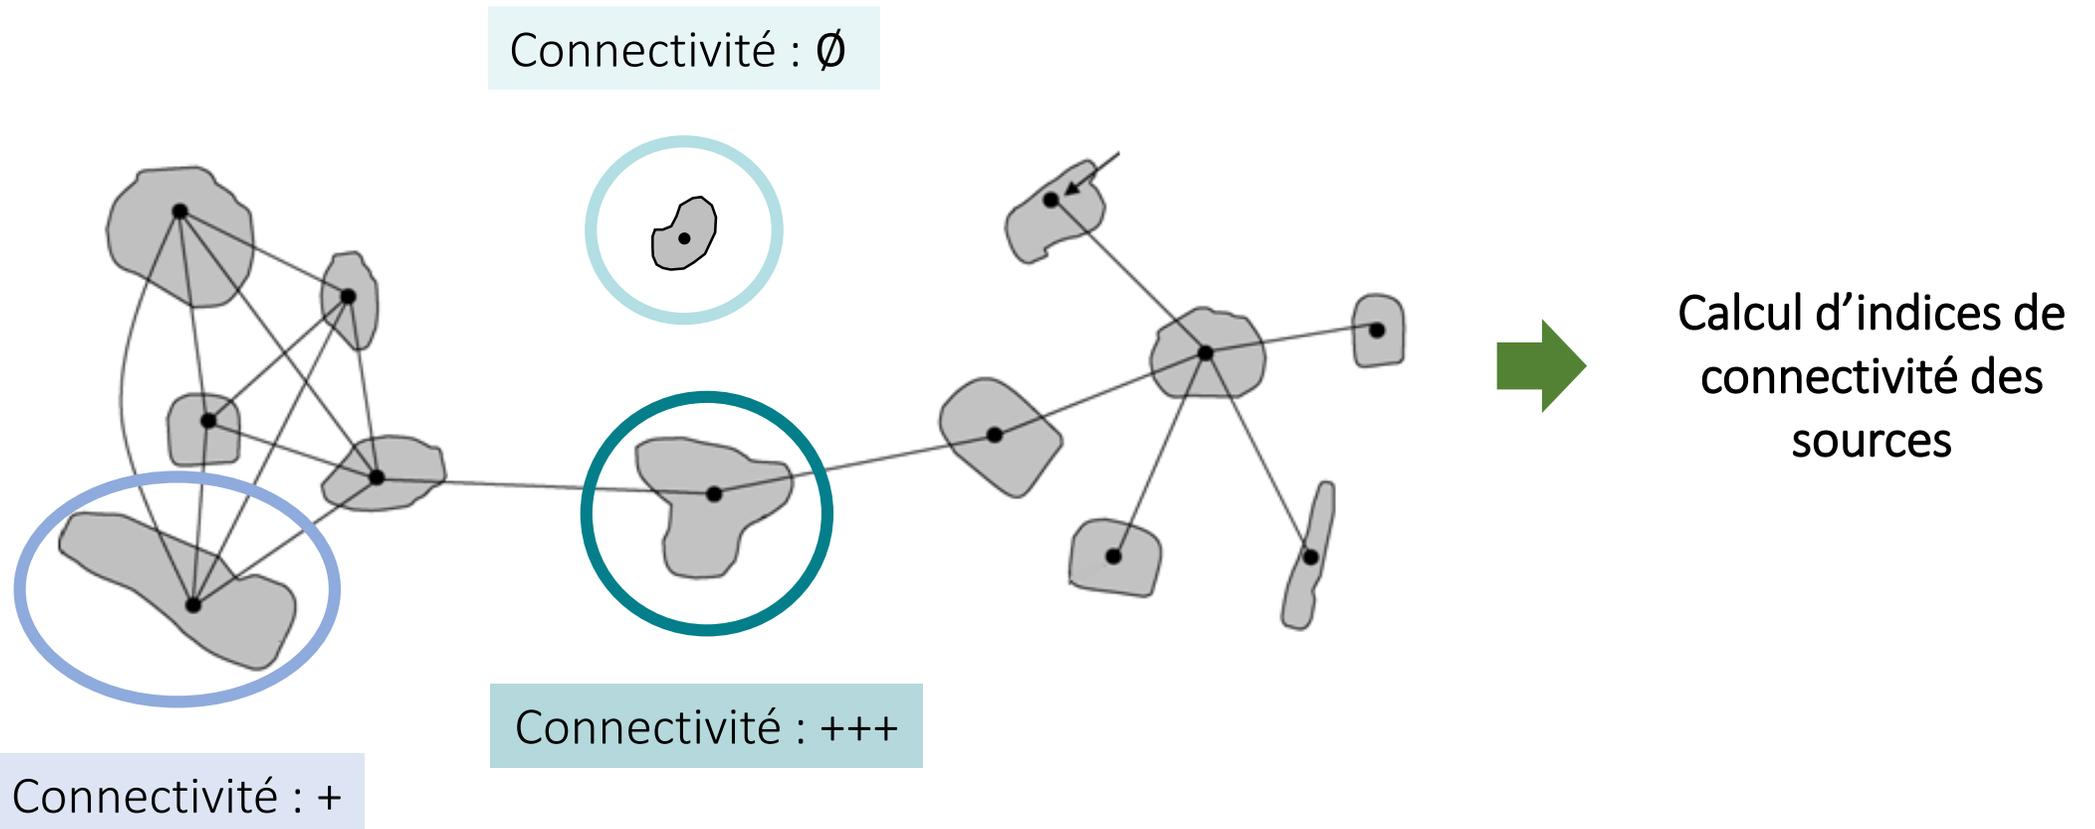 Connectivité : Ø
Calcul d’indices de
connectivité des
sources
Connectivité : +++
Connectivité : +